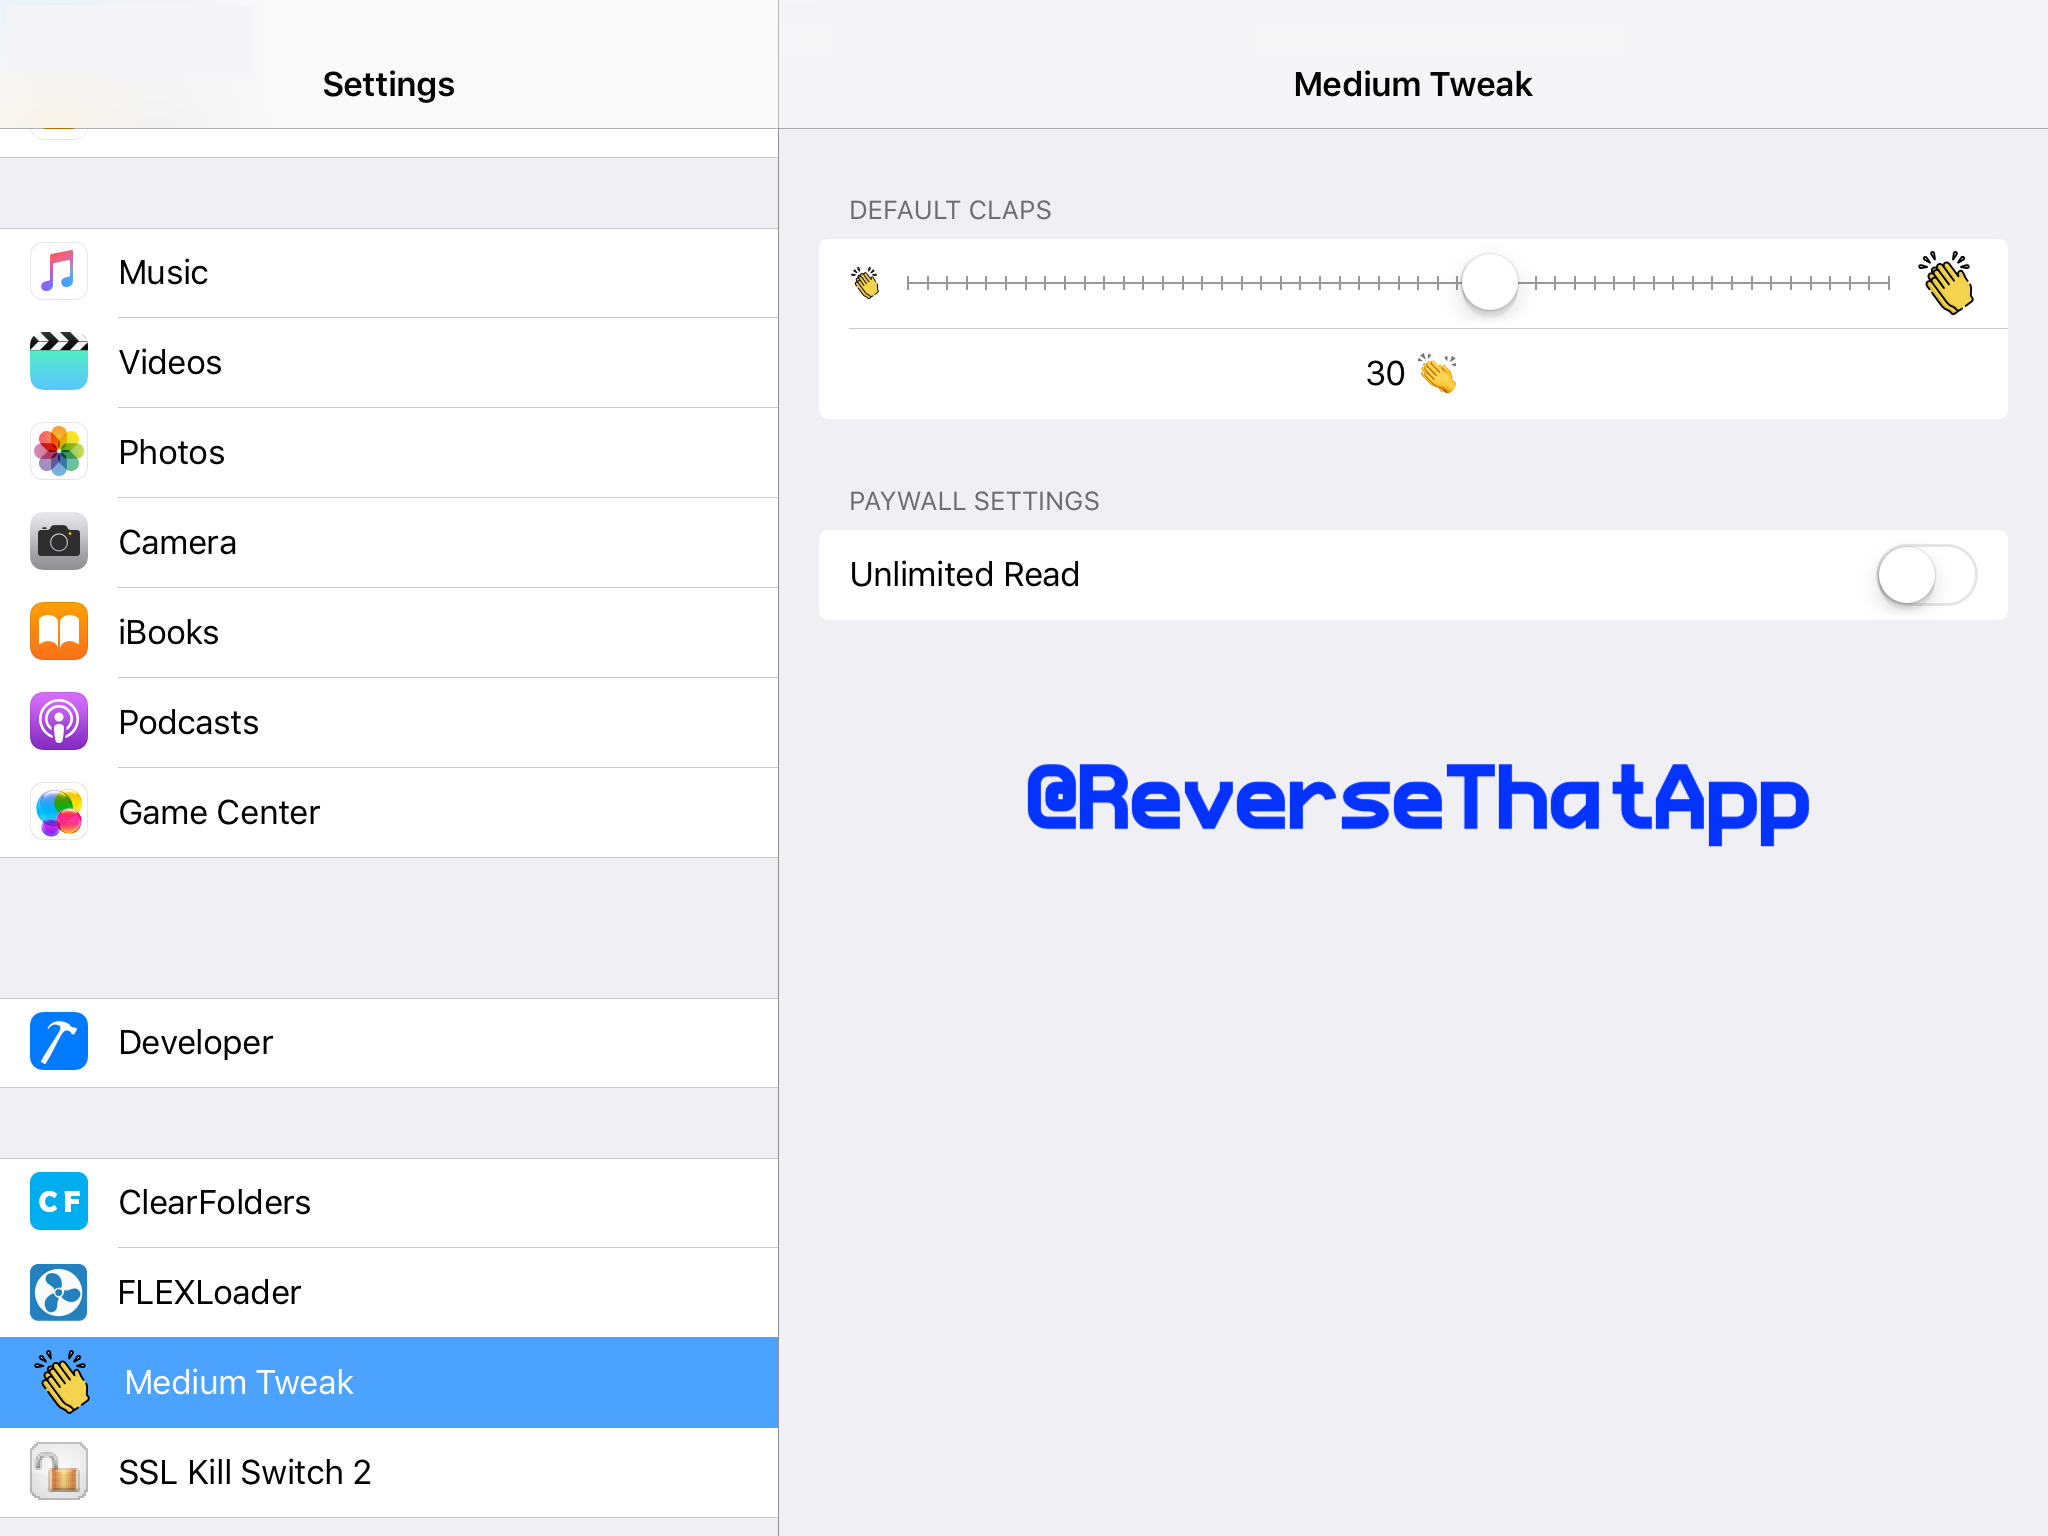 Settings
Music
Videos
Photos
Camera
iBooks
Podcasts
Game Center
Developer
CF
ClearFolders
FLEXLoader
Medium Tweak
SSL Kill Switch 2
Medium Tweak
DEFAULT CLAPS
30 👏
PAYWALL SETTINGS
Unlimited Read
@ReverseThatApp